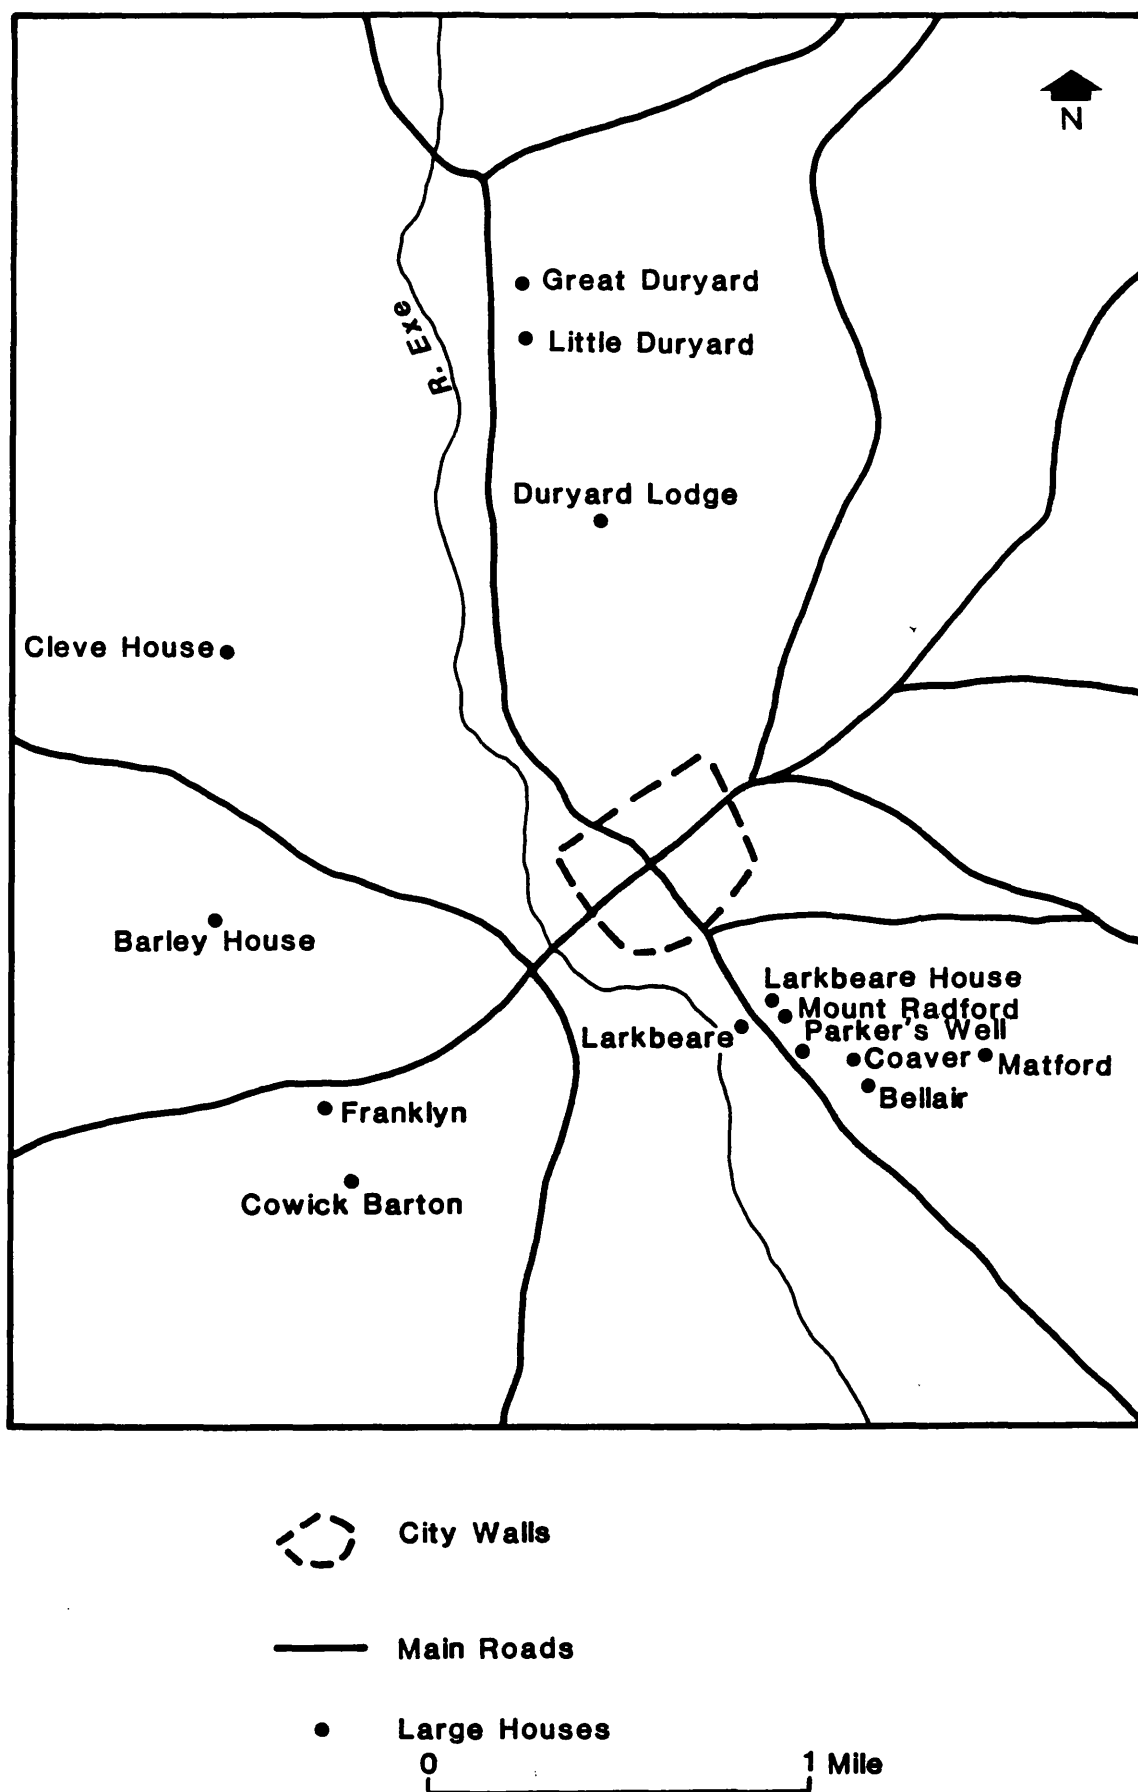 N
Great Duryard
R. Exe
Little Duryard
Duryard Lodge
Cleve House
Barley House
Larkbeare House
Mount Radford
Parker's Well
Larkbeare
Coaver
Matford
Bellair
Franklyn
Cowick Barton
City Walls
Main Roads
Large Houses
0 1 Mile